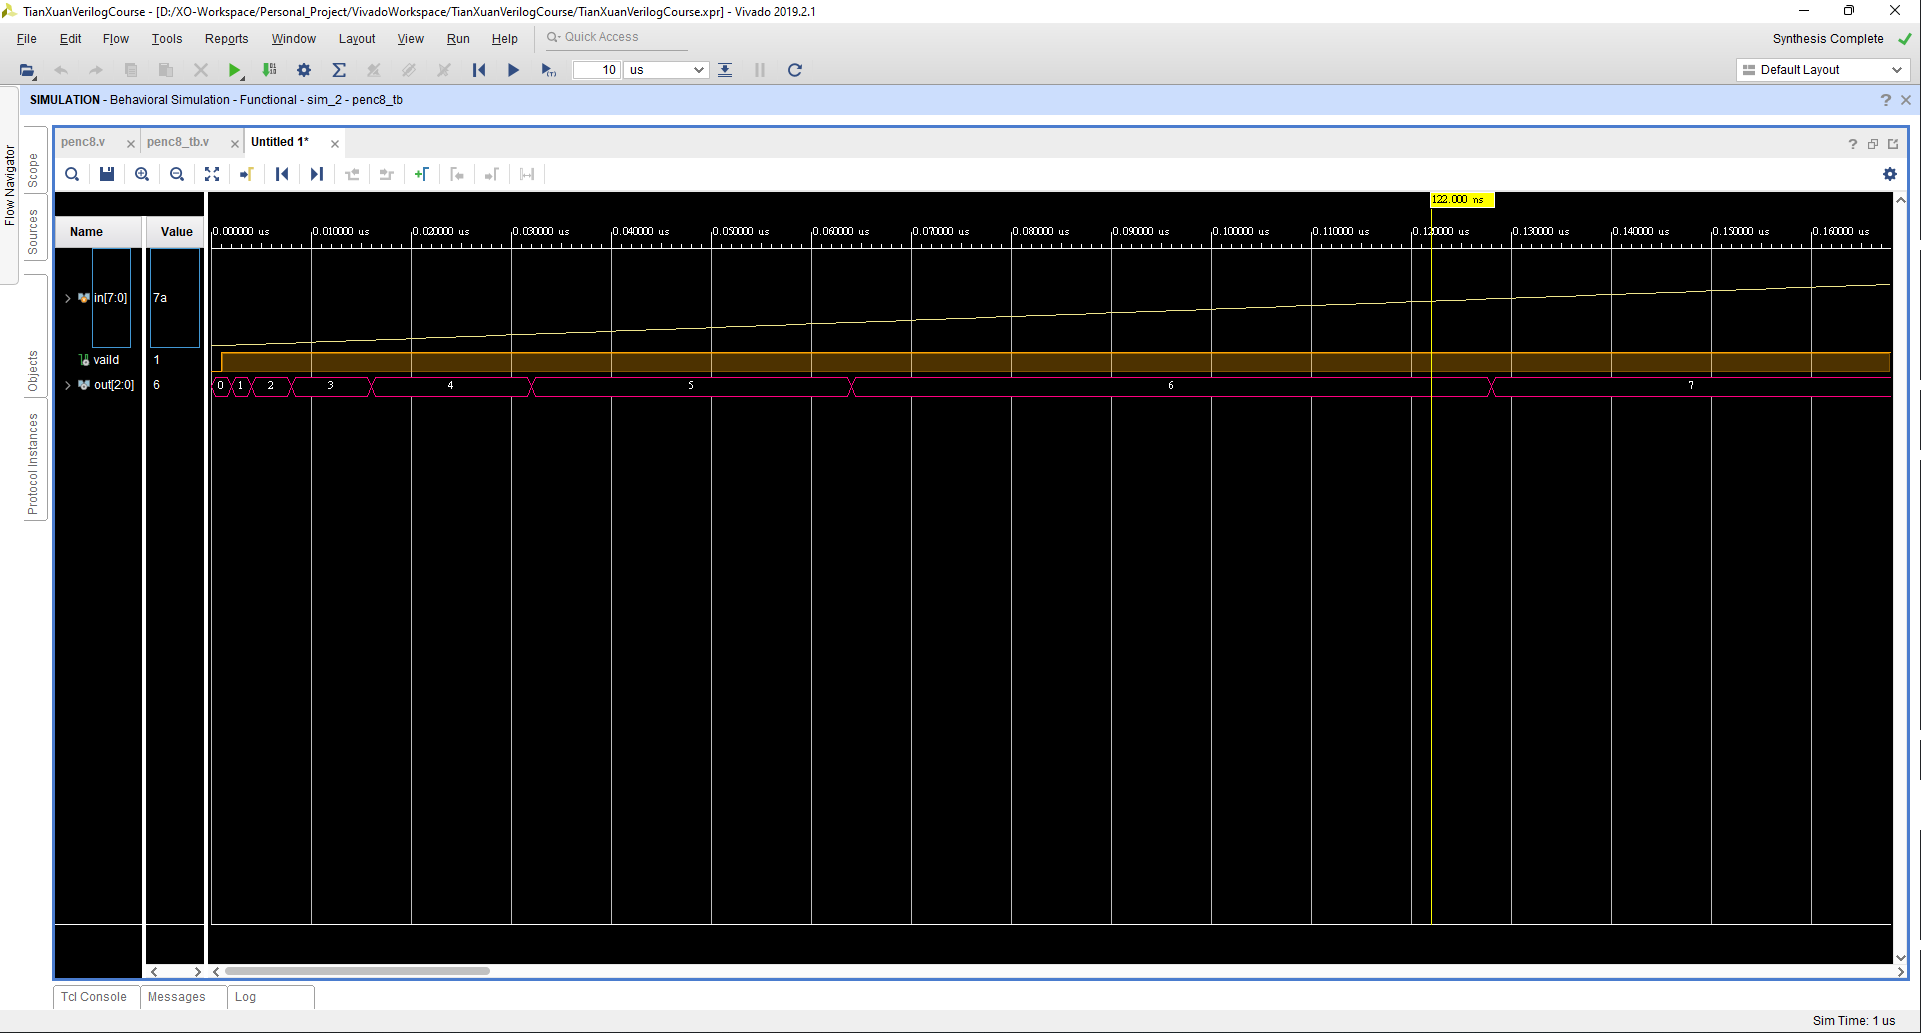 TianXuanVerilogCourse - [D:/XO-Workspace/Personal_Project/VivadoWorkspace/TianXuanVerilogCourse/TianXuanVerilogCourse.xpr] - Vivado 2019.2.1
File Edit Flow Tools Reports Window Layout View Run Help Quick Access Synthesis Complete
10 us Default Layout
SIMULATION - Behavioral Simulation - Functional - sim_2 - penc8_tb
Flow Navigator
Scope
Sources
Objects
Protocol Instances
penc8.v penc8_tb.v Untitled 1*
122.000 ns
Name Value 0.000000 us 0.010000 us 0.020000 us 0.030000 us 0.040000 us 0.050000 us 0.060000 us 0.070000 us 0.080000 us 0.090000 us 0.100000 us 0.110000 us 0.120000 us 0.130000 us 0.140000 us 0.150000 us 0.160000 us
in[7:0] 7a
vaild 1
out[2:0] 6 0 1 2 3 4 5 6 7
Tcl Console Messages Log
Sim Time: 1 us